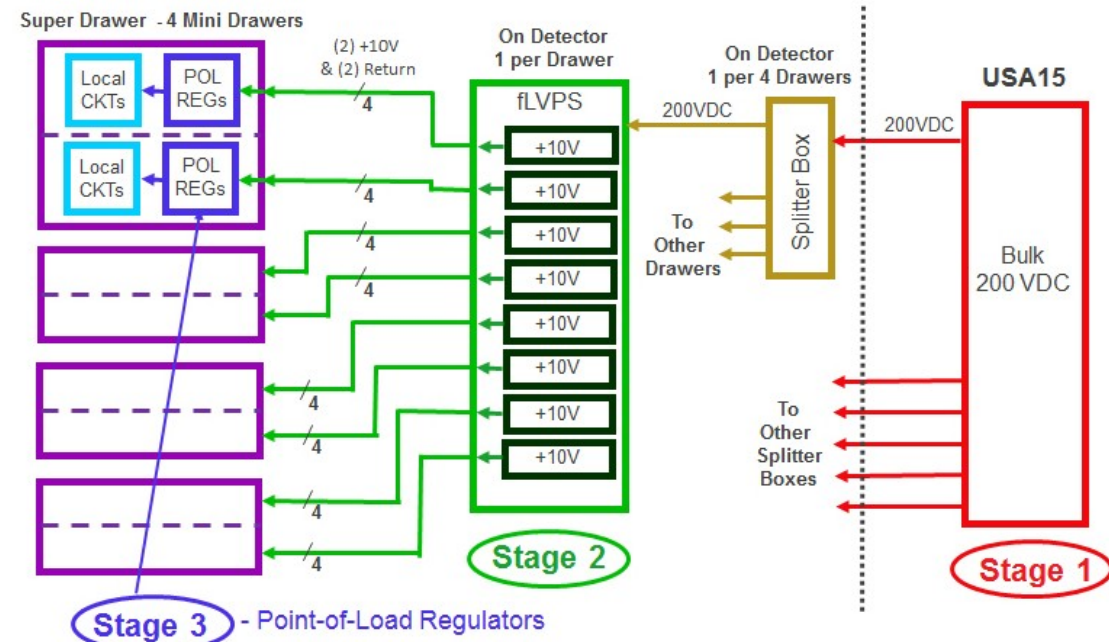 Super Drawer - 4 Mini Drawers
Local
CKTs
POL
REGs
Local
CKTs
POL
REGs
(2) +10V
& (2) Return
4
4
4
4
4
4
4
4
On Detector
1 per Drawer
fLVPS
+10V
+10V
+10V
+10V
+10V
+10V
+10V
+10V
Stage 2
200VDC
On Detector
1 per 4 Drawers
Splitter Box
To
Other
Drawers
200VDC
USA15
Bulk
200 VDC
To
Other
Splitter
Boxes
Stage 1
Stage 3 - Point-of-Load Regulators